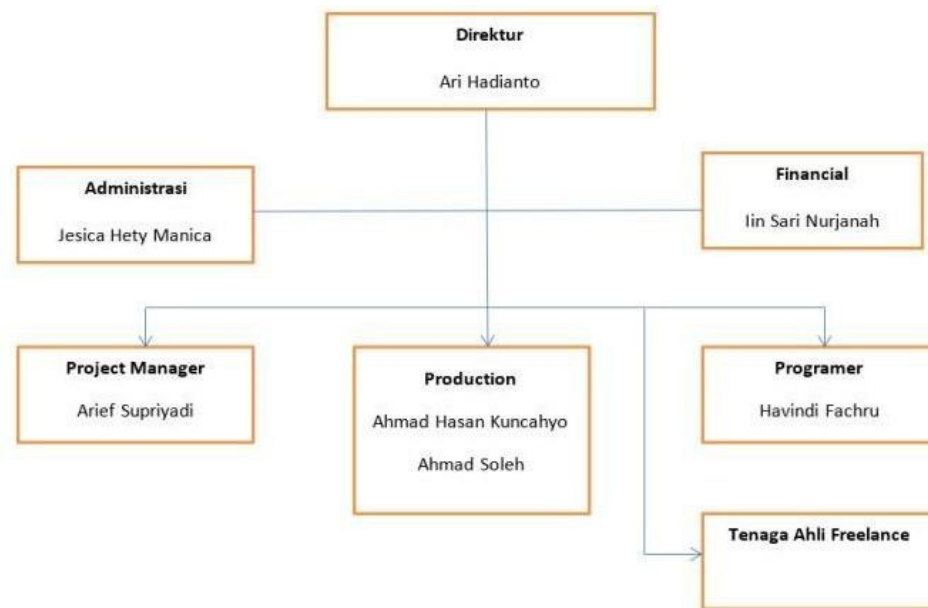 Direktur
Ari Hadianto
Administrasi
Jesica Hety Manica
Financial
Iin Sari Nurjanah
Project Manager
Arief Supriyadi
Production
Ahmad Hasan Kuncahyo
Ahmad Soleh
Programer
Havindi Fachru
Tenaga Ahli Freelance